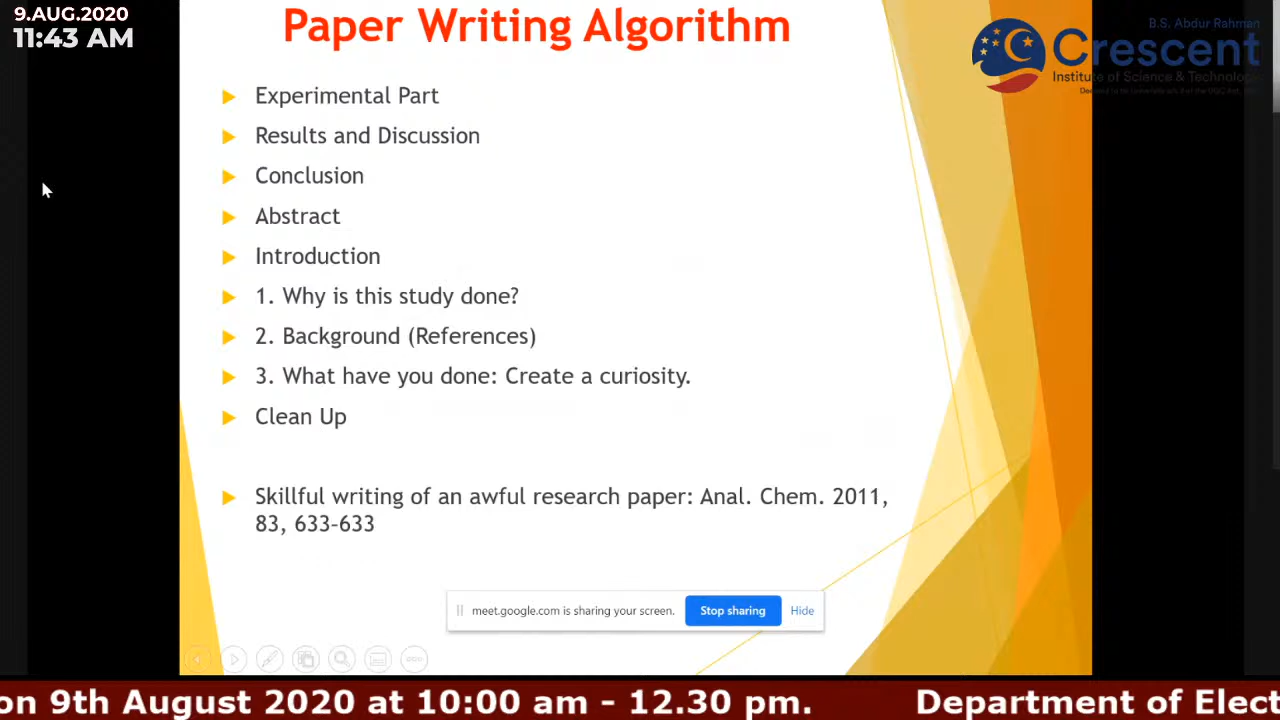 9.AUG.2020
11:43 AM
Paper Writing Algorithm
B.S. Abdur Rahman
Crescent
Institute of Science & Technology
Experimental Part
Results and Discussion
Conclusion
Abstract
Introduction
1. Why is this study done?
2. Background (References)
3. What have you done: Create a curiosity.
Clean Up
Skillful writing of an awful research paper: Anal. Chem. 2011,
83, 633–633
meet.google.com is sharing your screen. Stop sharing Hide
on 9th August 2020 at 10:00 am - 12.30 pm. Department of Elect